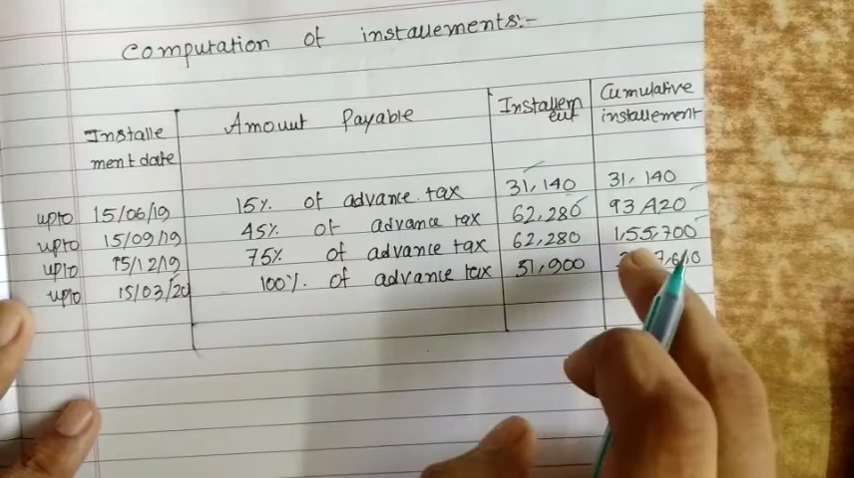 Computation of installements:-
Installe
ment date
Amount Payable
Installem
ent
Cumulative
installement
upto 15/06/19 15% of advance tax 31,140 31,140
upto 15/09/19 45% of advance tax 62,280 93,420
upto 15/12/19 75% of advance tax 62,280 1,55,700
upto 15/03/20 100% of advance tax 51,900